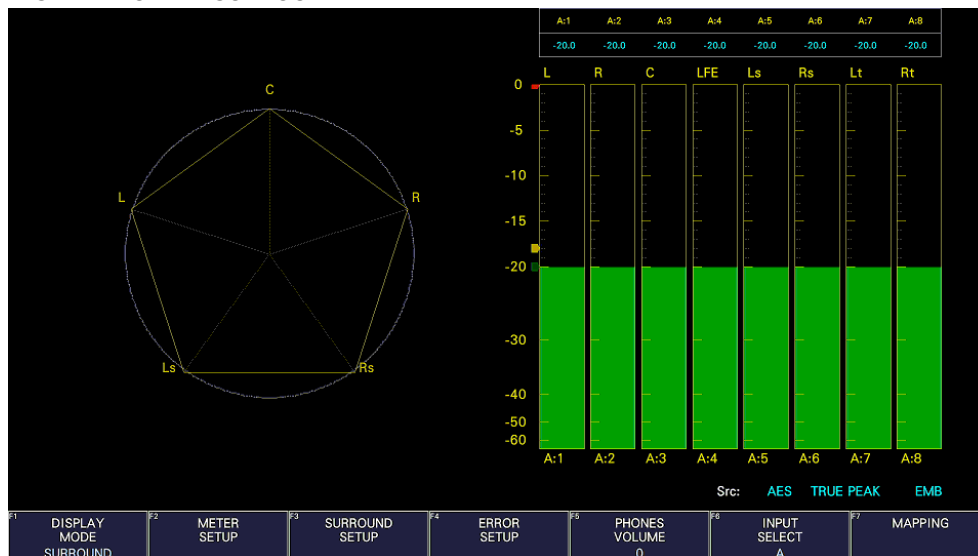 A:1 A:2 A:3 A:4 A:5 A:6 A:7 A:8
-20.0 -20.0 -20.0 -20.0 -20.0 -20.0 -20.0 -20.0
L R C LFE Ls Rs Lt Rt
C
L
R
Ls
Rs
0
-5
-10
-15
-20
-30
-40
-50
-60
A:1 A:2 A:3 A:4 A:5 A:6 A:7 A:8
Src: AES TRUE PEAK EMB
F1 DISPLAY MODE SURROUND
F2 METER SETUP
F3 SURROUND SETUP
F4 ERROR SETUP
F5 PHONES VOLUME 0
F6 INPUT SELECT A
F7 MAPPING